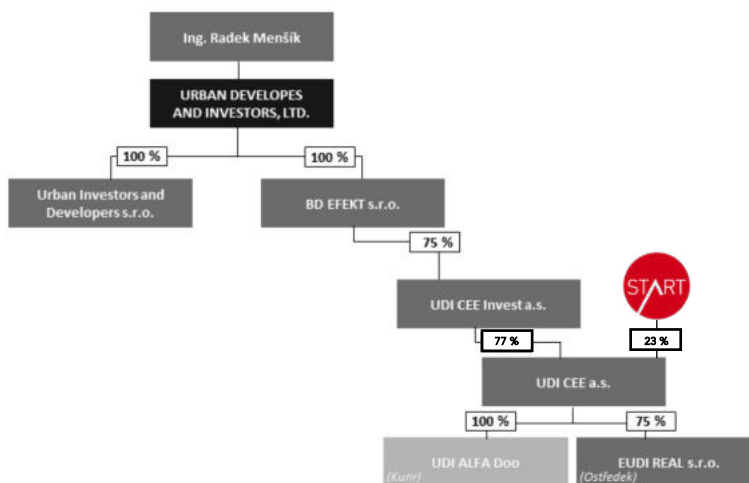 Ing. Radek Menšík
URBAN DEVELOPES
AND INVESTORS, LTD.
100 %
100 %
Urban Investors and
Developers s.r.o.
BD EFEKT s.r.o.
75 %
UDI CEE Invest a.s.
START
77 %
23 %
UDI CEE a.s.
100 %
75 %
UDI ALFA Doo
(Kurir)
EUDI REAL s.r.o.
(Ostředek)